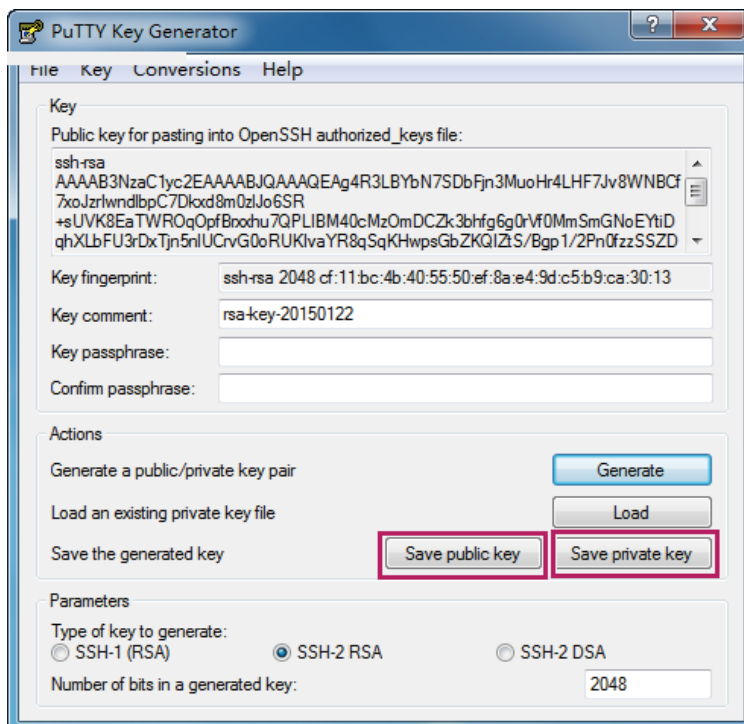 PuTTY Key Generator
File Key Conversions Help
Key
Public key for pasting into OpenSSH authorized_keys file:
ssh-rsa
AAAAB3NzaC1yc2EAAAABJQAAAQEAg4R3LBYbN7SDbFjn3MuoHr4LHF7Jv8WNBCf
7xoJzrlwndlbpC7Dkxd8m0zlJo6SR
+sUVK8EaTWROqOpfBrxxhu7QPLIBM40cMzOmDCZk3bhfg6g0rVf0MmSmGNoEYtiD
qhXLbFU3rDxTjn5nlUCrvG0oRUKIvaYR8qSqKHwpsGbZKQIZtS/Bgp1/2Pn0fzzSSZD
Key fingerprint: ssh-rsa 2048 cf:11:bc:4b:40:55:50:ef:8a:e4:9d:c5:b9:ca:30:13
Key comment: rsa-key-20150122
Key passphrase:
Confirm passphrase:
Actions
Generate a public/private key pair Generate
Load an existing private key file Load
Save the generated key Save public key Save private key
Parameters
Type of key to generate:
SSH-1 (RSA) SSH-2 RSA SSH-2 DSA
Number of bits in a generated key: 2048